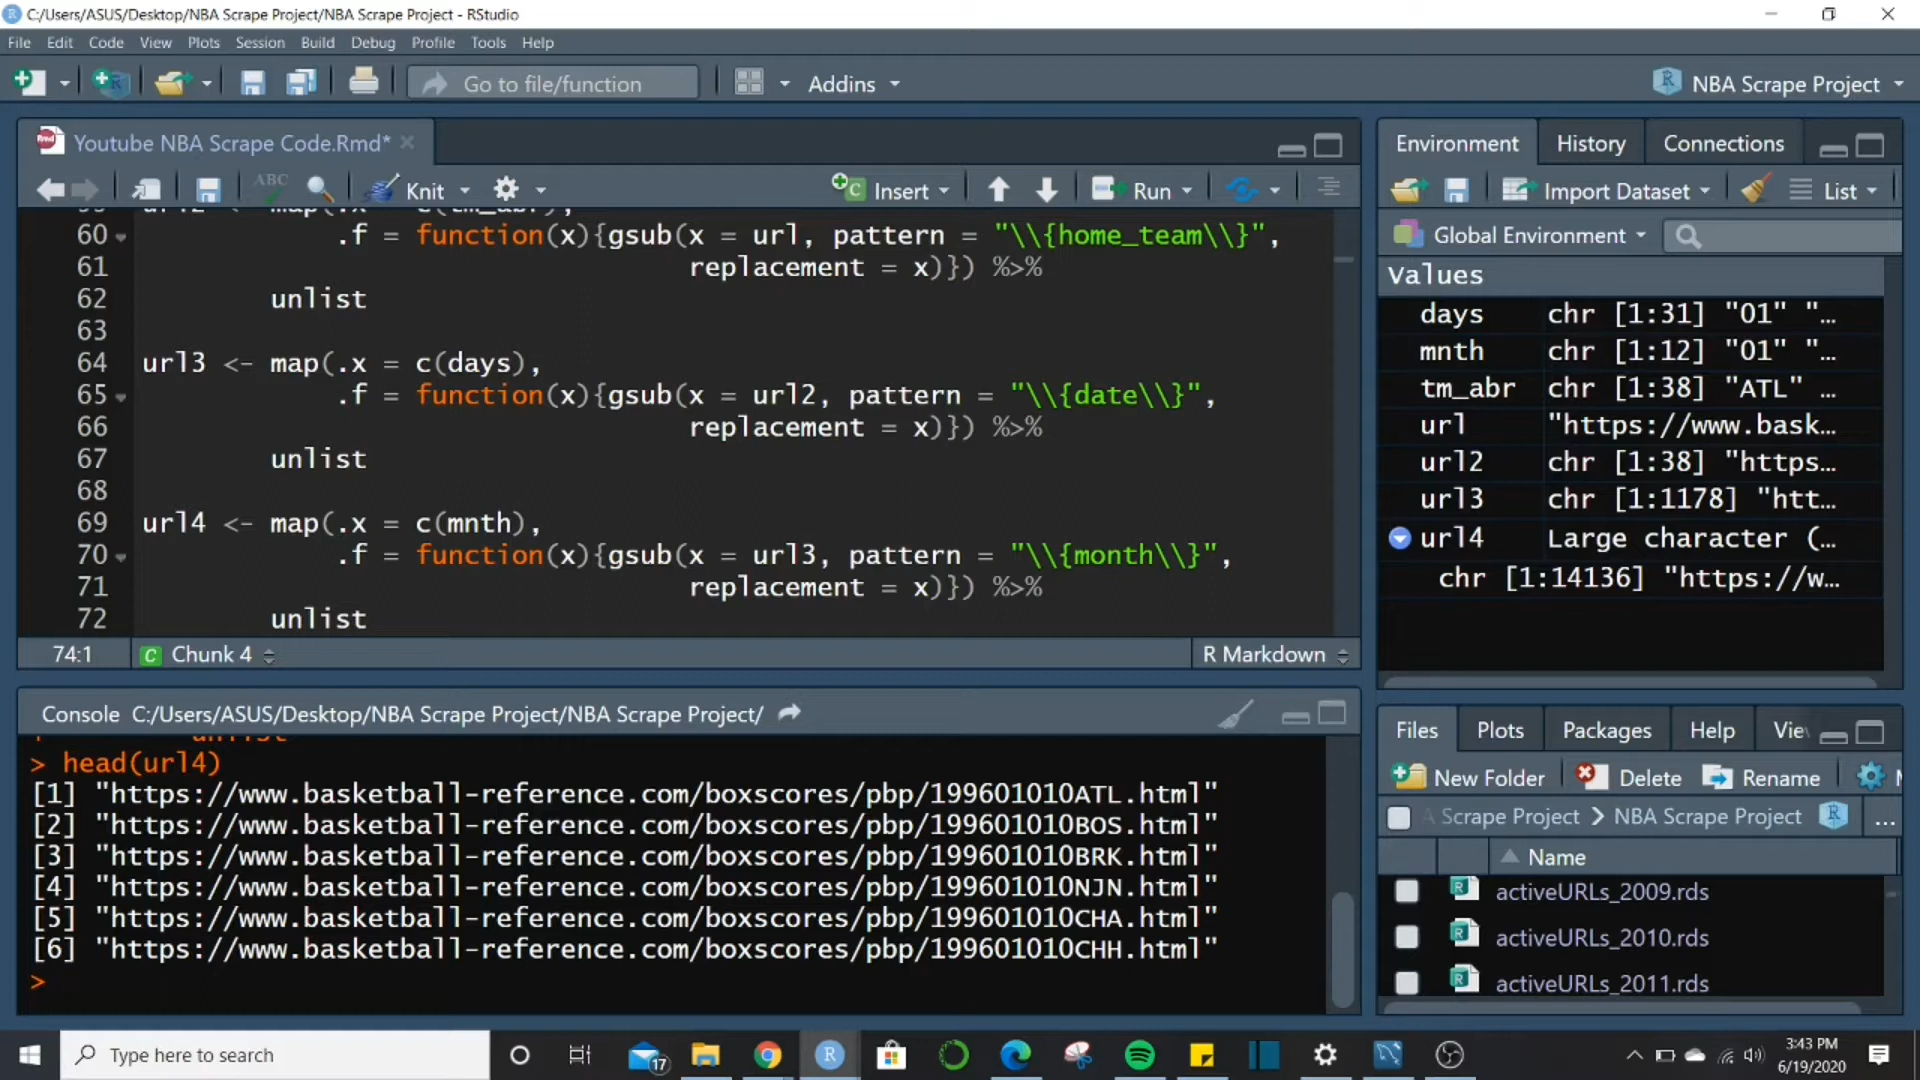 C:/Users/ASUS/Desktop/NBA Scrape Project/NBA Scrape Project - RStudio
File Edit Code View Plots Session Build Debug Profile Tools Help
Go to file/function
Addins
NBA Scrape Project
Youtube NBA Scrape Code.Rmd*
ABC
Knit
Insert
Run
60 .f = function(x){gsub(x = url, pattern = "\\{home_team\\}",
61 replacement = x)}) %>%
62 unlist
63
64 url3 <- map(.x = c(days),
65 .f = function(x){gsub(x = url2, pattern = "\\{date\\}",
66 replacement = x)}) %>%
67 unlist
68
69 url4 <- map(.x = c(mnth),
70 .f = function(x){gsub(x = url3, pattern = "\\{month\\}",
71 replacement = x)}) %>%
72 unlist
74:1 C Chunk 4 R Markdown
Console C:/Users/ASUS/Desktop/NBA Scrape Project/NBA Scrape Project/
> head(url4)
[1] "https://www.basketball-reference.com/boxscores/pbp/199601010ATL.html"
[2] "https://www.basketball-reference.com/boxscores/pbp/199601010BOS.html"
[3] "https://www.basketball-reference.com/boxscores/pbp/199601010BRK.html"
[4] "https://www.basketball-reference.com/boxscores/pbp/199601010NJN.html"
[5] "https://www.basketball-reference.com/boxscores/pbp/199601010CHA.html"
[6] "https://www.basketball-reference.com/boxscores/pbp/199601010CHH.html"
>
Environment History Connections
Import Dataset List
Global Environment
Values
days chr [1:31] "01" "…
mnth chr [1:12] "01" "…
tm_abr chr [1:38] "ATL" …
url "https://www.bask…
url2 chr [1:38] "https…
url3 chr [1:1178] "htt…
url4 Large character (…
chr [1:14136] "https://w…
Files Plots Packages Help
New Folder Delete Rename
Scrape Project > NBA Scrape Project ...
Name
activeURLs_2009.rds
activeURLs_2010.rds
activeURLs_2011.rds
Type here to search
17
3:43 PM
6/19/2020